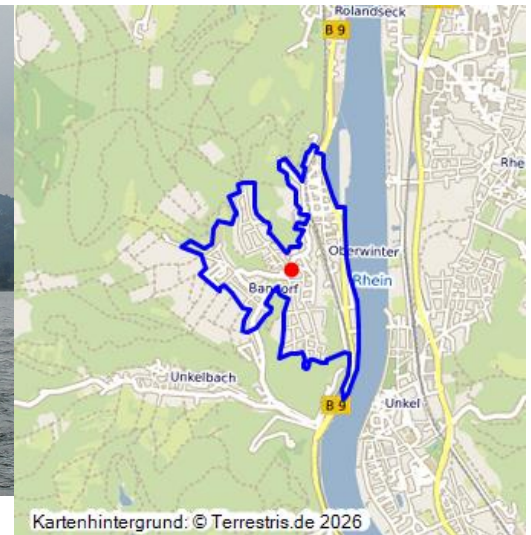 Rolandseck
B 9
Rhe
Oberwinter
Rhein
Bandorf
Unkelbach
Unkel
B 9
Kartenhintergrund: © Terrestris.de 2026